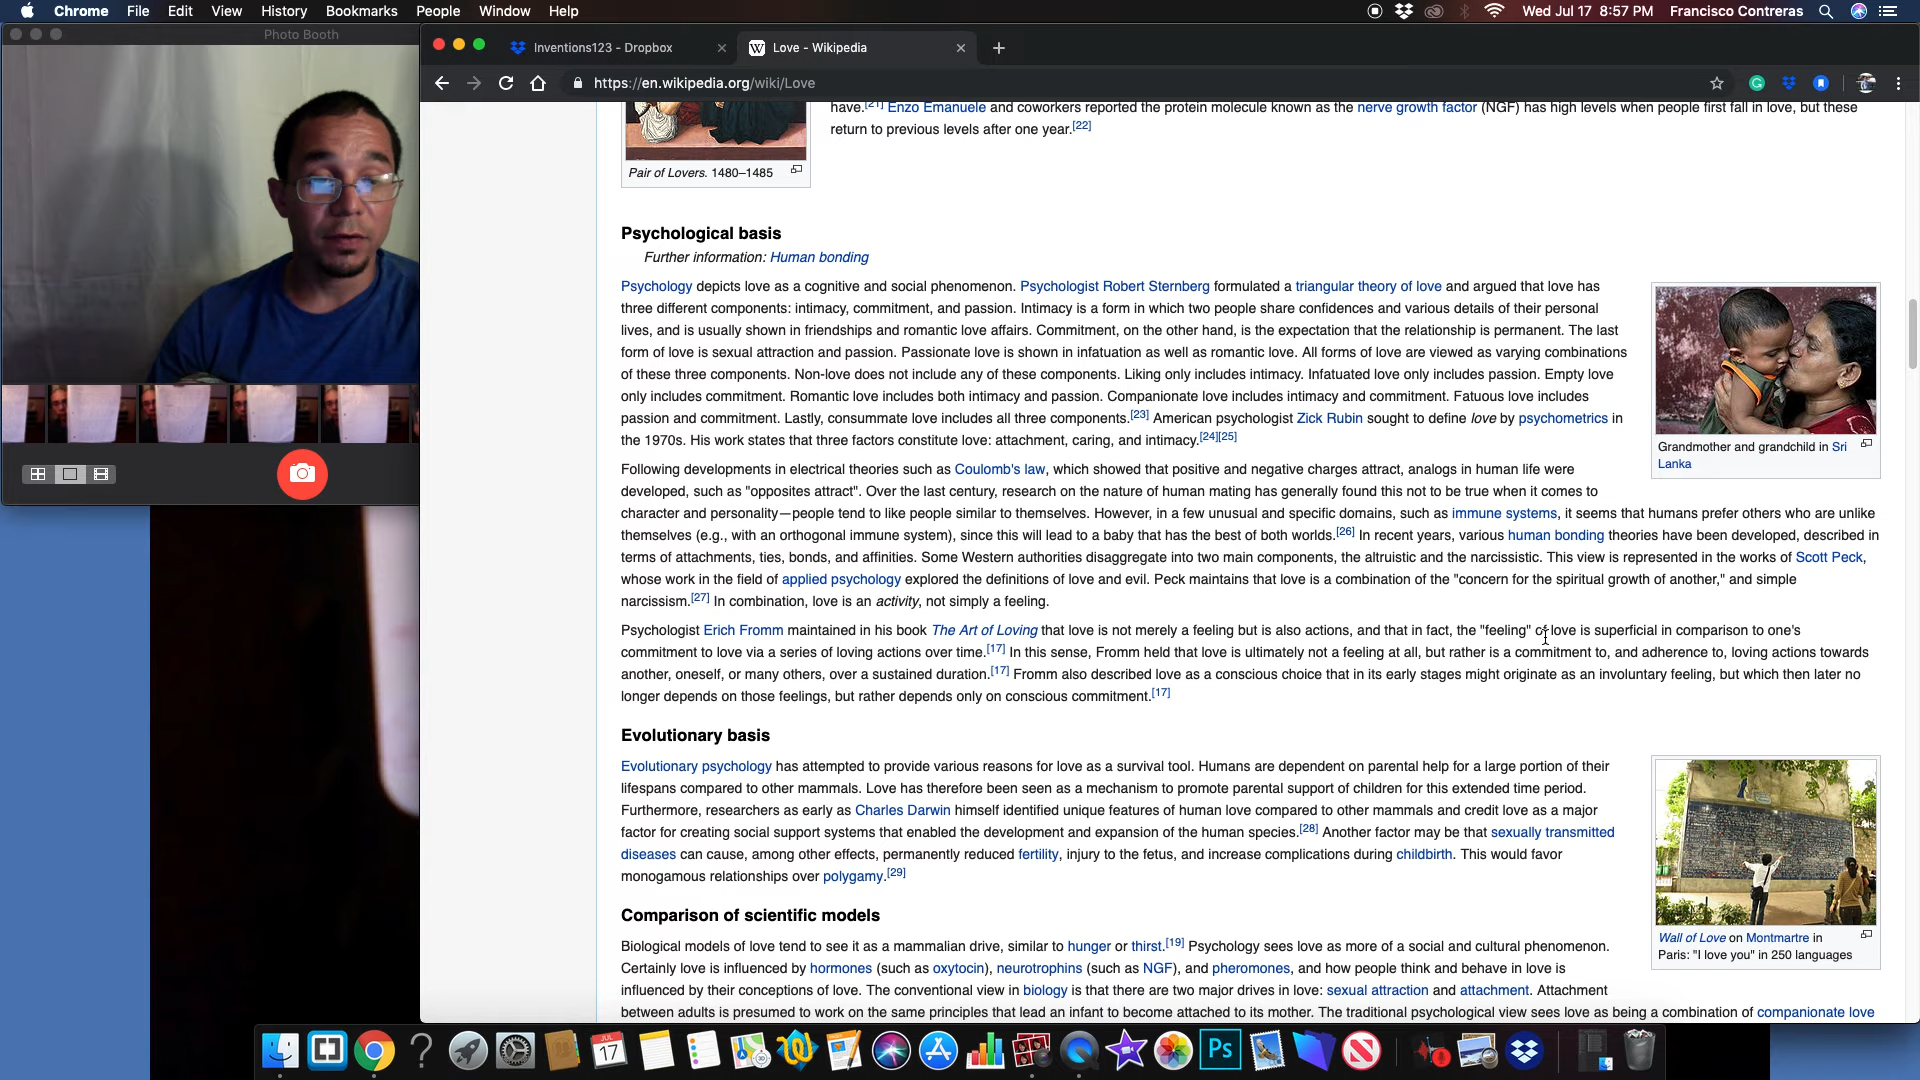 Chrome File Edit View History Bookmarks People Window Help
Wed Jul 17 8:57 PM Francisco Contreras
Photo Booth
Inventions123 - Dropbox
Love - Wikipedia
https://en.wikipedia.org/wiki/Love
have.[21] Enzo Emanuele and coworkers reported the protein molecule known as the nerve growth factor (NGF) has high levels when people first fall in love, but these
return to previous levels after one year.[22]
Pair of Lovers. 1480–1485
Psychological basis
Further information: Human bonding
Psychology depicts love as a cognitive and social phenomenon. Psychologist Robert Sternberg formulated a triangular theory of love and argued that love has
three different components: intimacy, commitment, and passion. Intimacy is a form in which two people share confidences and various details of their personal
lives, and is usually shown in friendships and romantic love affairs. Commitment, on the other hand, is the expectation that the relationship is permanent. The last
form of love is sexual attraction and passion. Passionate love is shown in infatuation as well as romantic love. All forms of love are viewed as varying combinations
of these three components. Non-love does not include any of these components. Liking only includes intimacy. Infatuated love only includes passion. Empty love
only includes commitment. Romantic love includes both intimacy and passion. Companionate love includes intimacy and commitment. Fatuous love includes
passion and commitment. Lastly, consummate love includes all three components.[23] American psychologist Zick Rubin sought to define love by psychometrics in
the 1970s. His work states that three factors constitute love: attachment, caring, and intimacy.[24][25]
Grandmother and grandchild in Sri
Lanka
Following developments in electrical theories such as Coulomb's law, which showed that positive and negative charges attract, analogs in human life were
developed, such as "opposites attract". Over the last century, research on the nature of human mating has generally found this not to be true when it comes to
character and personality—people tend to like people similar to themselves. However, in a few unusual and specific domains, such as immune systems, it seems that humans prefer others who are unlike
themselves (e.g., with an orthogonal immune system), since this will lead to a baby that has the best of both worlds.[26] In recent years, various human bonding theories have been developed, described in
terms of attachments, ties, bonds, and affinities. Some Western authorities disaggregate into two main components, the altruistic and the narcissistic. This view is represented in the works of Scott Peck,
whose work in the field of applied psychology explored the definitions of love and evil. Peck maintains that love is a combination of the "concern for the spiritual growth of another," and simple
narcissism.[27] In combination, love is an activity, not simply a feeling.
Psychologist Erich Fromm maintained in his book The Art of Loving that love is not merely a feeling but is also actions, and that in fact, the "feeling" of love is superficial in comparison to one's
commitment to love via a series of loving actions over time.[17] In this sense, Fromm held that love is ultimately not a feeling at all, but rather is a commitment to, and adherence to, loving actions towards
another, oneself, or many others, over a sustained duration.[17] Fromm also described love as a conscious choice that in its early stages might originate as an involuntary feeling, but which then later no
longer depends on those feelings, but rather depends only on conscious commitment.[17]
Evolutionary basis
Evolutionary psychology has attempted to provide various reasons for love as a survival tool. Humans are dependent on parental help for a large portion of their
lifespans compared to other mammals. Love has therefore been seen as a mechanism to promote parental support of children for this extended time period.
Furthermore, researchers as early as Charles Darwin himself identified unique features of human love compared to other mammals and credit love as a major
factor for creating social support systems that enabled the development and expansion of the human species.[28] Another factor may be that sexually transmitted
diseases can cause, among other effects, permanently reduced fertility, injury to the fetus, and increase complications during childbirth. This would favor
monogamous relationships over polygamy.[29]
Wall of Love on Montmartre in
Paris: "I love you" in 250 languages
Comparison of scientific models
Biological models of love tend to see it as a mammalian drive, similar to hunger or thirst.[19] Psychology sees love as more of a social and cultural phenomenon.
Certainly love is influenced by hormones (such as oxytocin), neurotrophins (such as NGF), and pheromones, and how people think and behave in love is
influenced by their conceptions of love. The conventional view in biology is that there are two major drives in love: sexual attraction and attachment. Attachment
between adults is presumed to work on the same principles that lead an infant to become attached to its mother. The traditional psychological view sees love as being a combination of companionate love
JUL
17
Ps